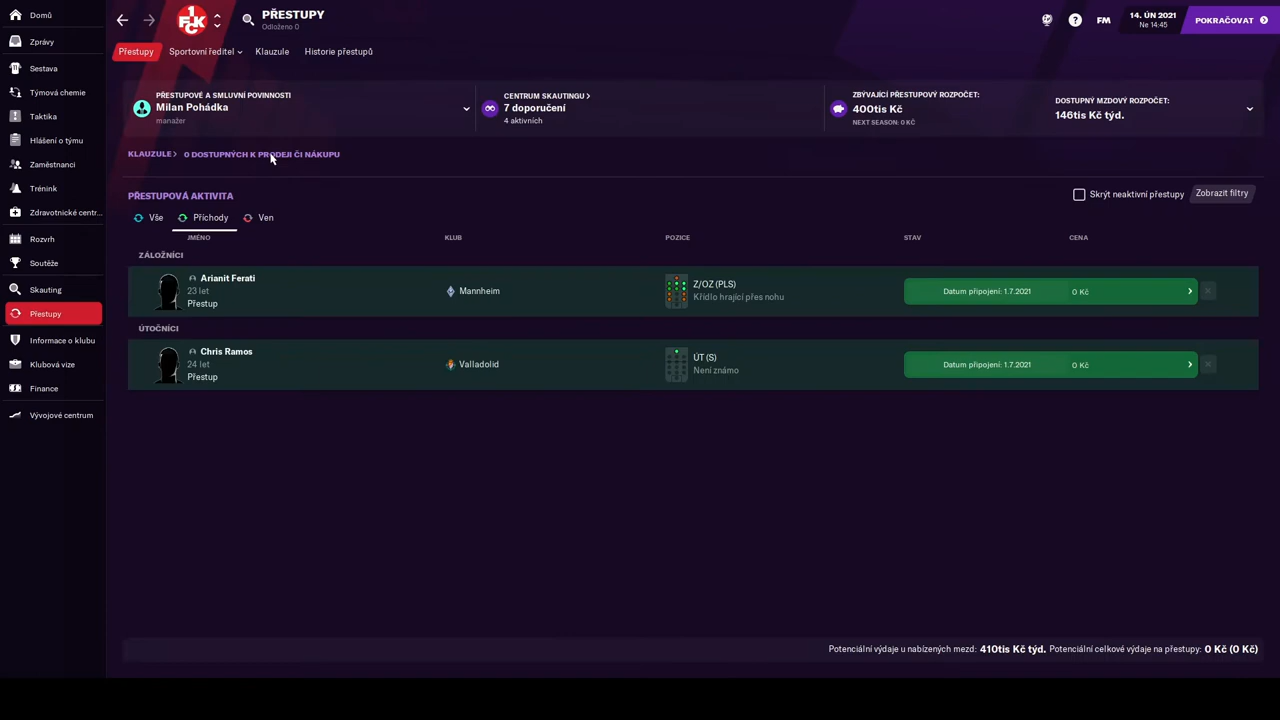 Domů
Zprávy
Sestava
Týmová chemie
Taktika
Hlášení o týmu
Zaměstnanci
Trénink
Zdravotnické centr...
Rozvrh
Soutěže
Skauting
Přestupy
Informace o klubu
Klubová vize
Finance
Vývojové centrum
1.
FCK
PŘESTUPY
Odloženo 0
?
FM
14. ÚN 2021
Ne 14:45
POKRAČOVAT
Přestupy
Sportovní ředitel
Klauzule
Historie přestupů
PŘESTUPOVÉ A SMLUVNÍ POVINNOSTI
Milan Pohádka
manažer
CENTRUM SKAUTINGU >
7 doporučení
4 aktivních
ZBÝVAJÍCÍ PŘESTUPOVÝ ROZPOČET:
400tis Kč
NEXT SEASON: 0 KČ
DOSTUPNÝ MZDOVÝ ROZPOČET:
146tis Kč týd.
KLAUZULE > 0 DOSTUPNÝCH K PRODEJI ČI NÁKUPU
PŘESTUPOVÁ AKTIVITA
Skrýt neaktivní přestupy
Zobrazit filtry
Vše
Příchody
Ven
JMÉNO KLUB POZICE STAV CENA
ZÁLOŽNÍCI
Arianit Ferati
23 let
Přestup
Mannheim
Z/OZ (PLS)
Křídlo hrající přes nohu
Datum připojení: 1.7.2021 0 Kč
ÚTOČNÍCI
Chris Ramos
24 let
Přestup
Valladolid
ÚT (S)
Není známo
Datum připojení: 1.7.2021 0 Kč
Potenciální výdaje u nabízených mezd: 410tis Kč týd. Potenciální celkové výdaje na přestupy: 0 Kč (0 Kč)